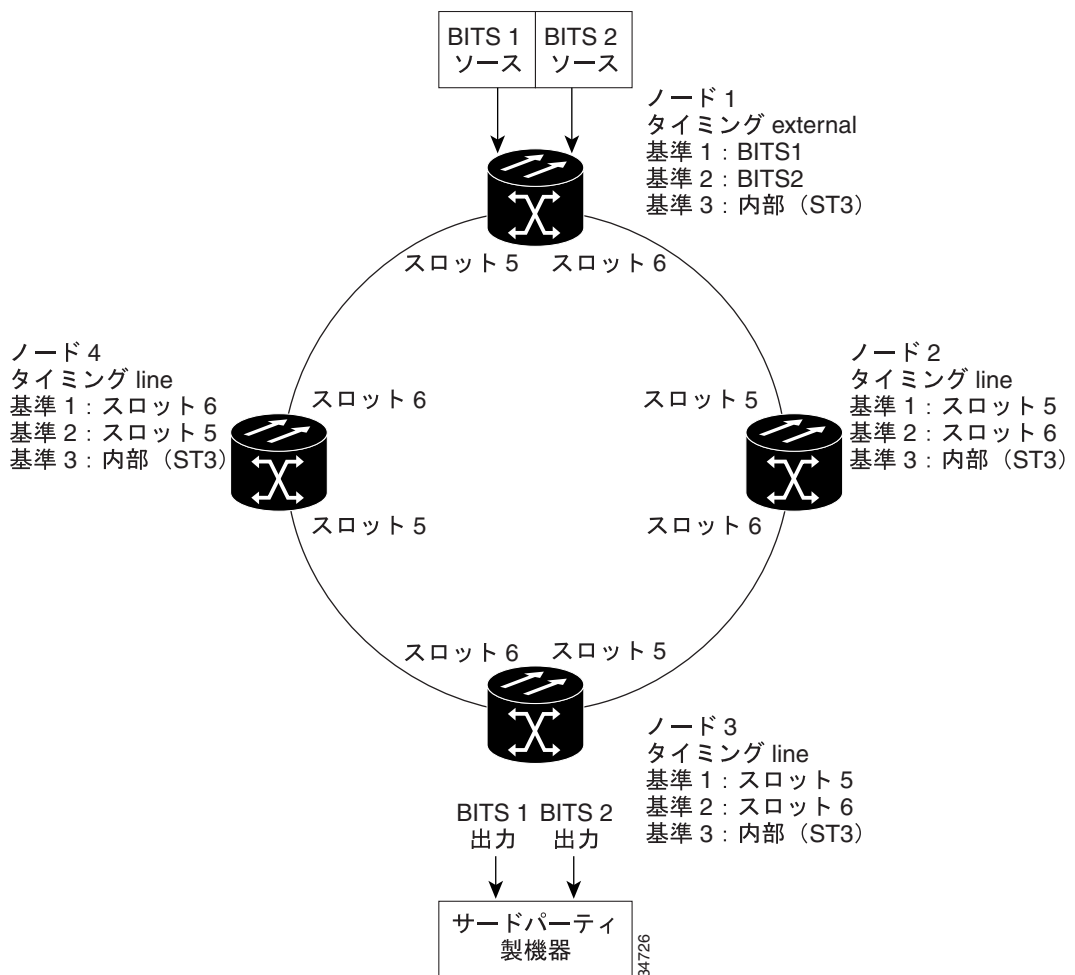 BITS 1
ソース
BITS 2
ソース
ノード 1
タイミング external
基準 1：BITS1
基準 2：BITS2
基準 3：内部（ST3）
スロット 5
スロット 6
ノード 4
タイミング line
基準 1：スロット 6
基準 2：スロット 5
基準 3：内部（ST3）
スロット 6
スロット 5
ノード 2
タイミング line
基準 1：スロット 5
基準 2：スロット 6
基準 3：内部（ST3）
スロット 5
スロット 6
スロット 6
スロット 5
ノード 3
タイミング line
基準 1：スロット 5
基準 2：スロット 6
基準 3：内部（ST3）
BITS 1
出力
BITS 2
出力
サードパーティ
製機器